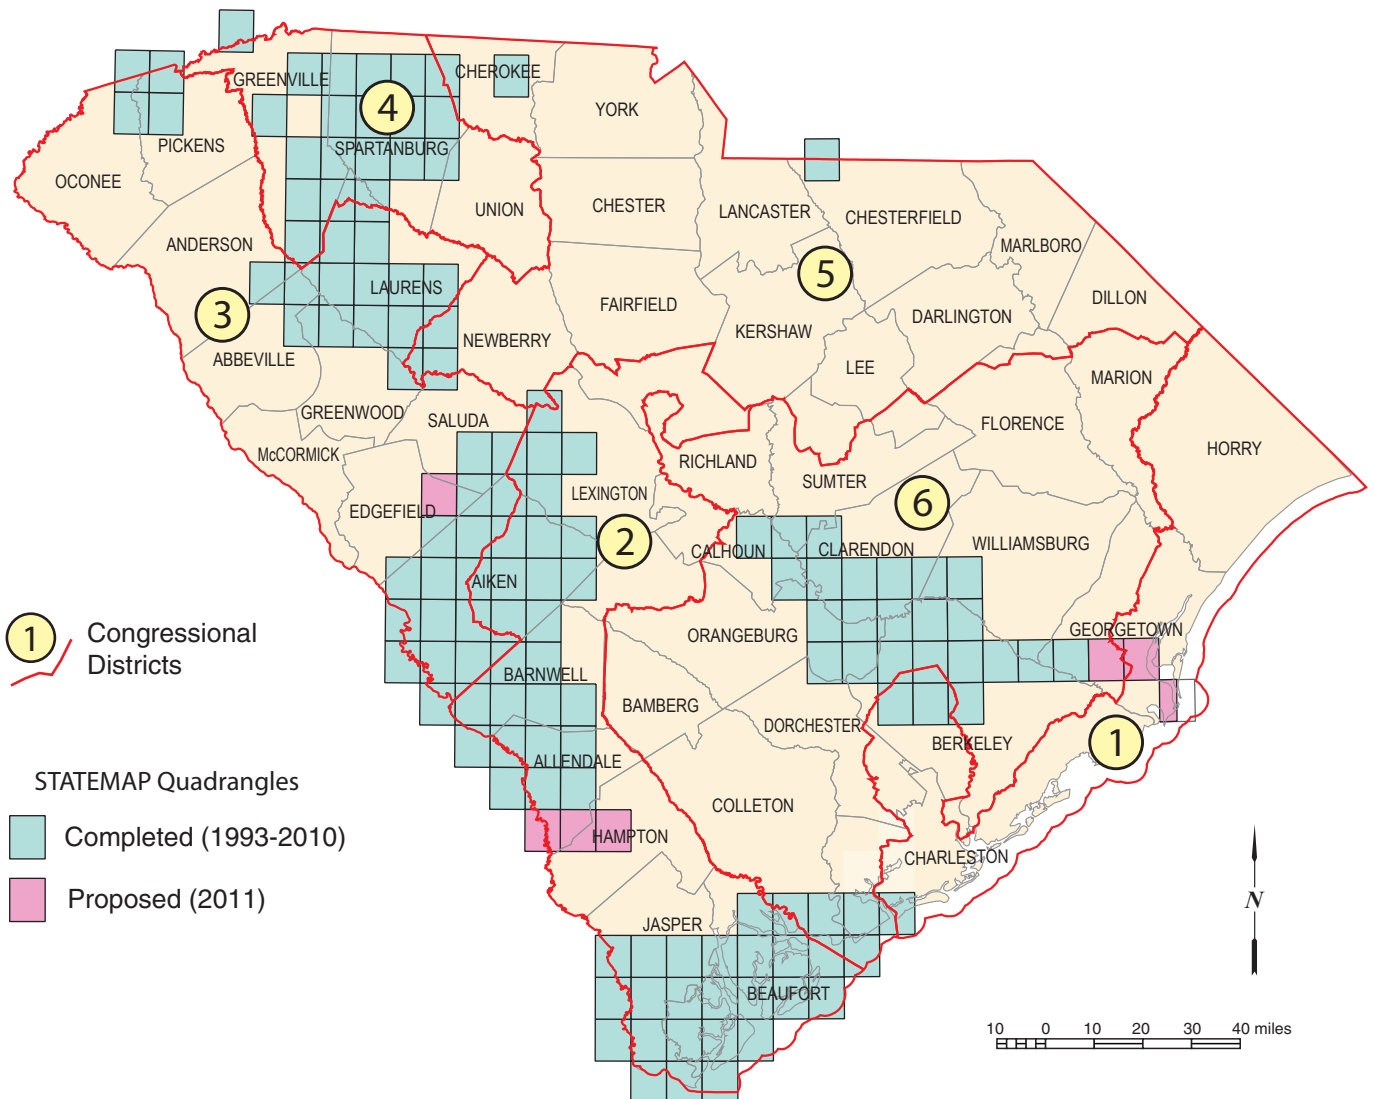 CHEROKEE
GREENVILLE
4
YORK
PICKENS
SPARTANBURG
OCONEE
CHESTER
UNION
LANCASTER
CHESTERFIELD
ANDERSON
MARLBORO
5
LAURENS
DILLON
FAIRFIELD
3
DARLINGTON
KERSHAW
NEWBERRY
ABBEVILLE
LEE
MARION
GREENWOOD
SALUDA
FLORENCE
HORRY
McCORMICK
RICHLAND
SUMTER
LEXINGTON
6
EDGEFIELD
2
CALHOUN
CLARENDON
WILLIAMSBURG
AIKEN
GEORGETOWN
ORANGEBURG
1
Congressional
Districts
BARNWELL
BAMBERG
DORCHESTER
BERKELEY
1
ALLENDALE
STATEMAP Quadrangles
COLLETON
Completed (1993-2010)
HAMPTON
CHARLESTON
Proposed (2011)
N
JASPER
BEAUFORT
10 0 10 20 30 40 miles